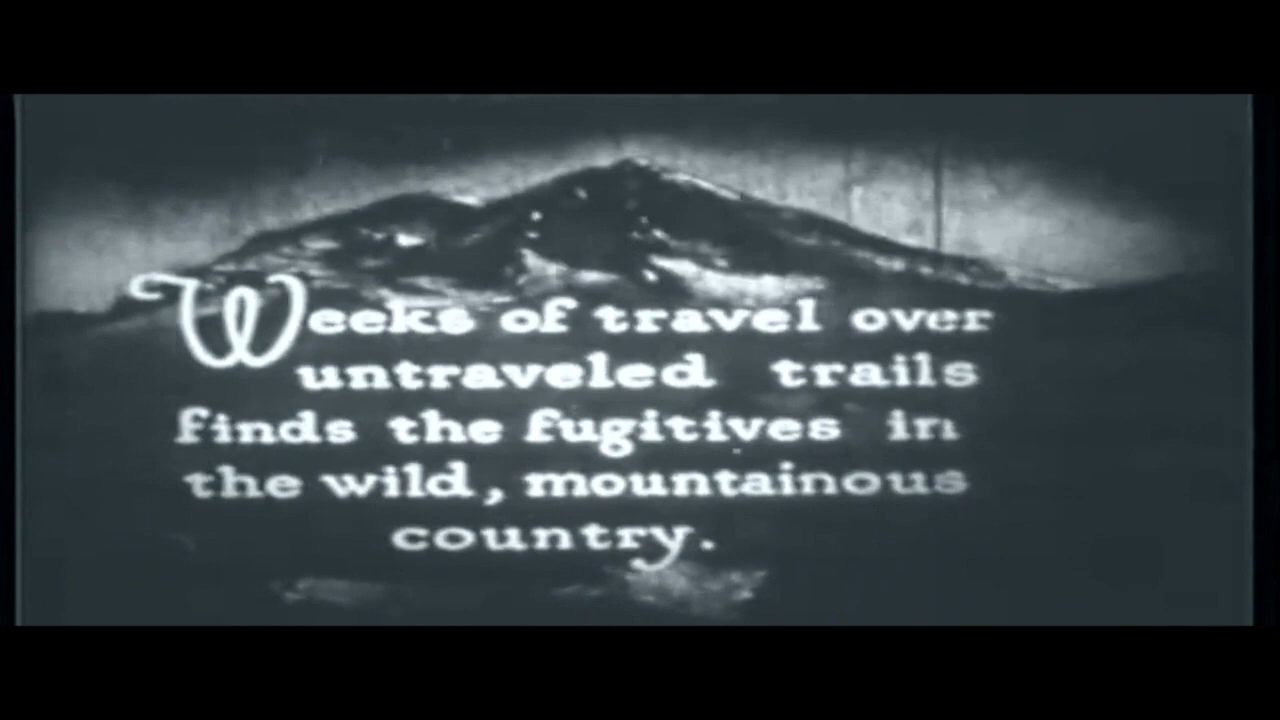 Weeks of travel over
untraveled trails
finds the fugitives in
the wild, mountainous
country.